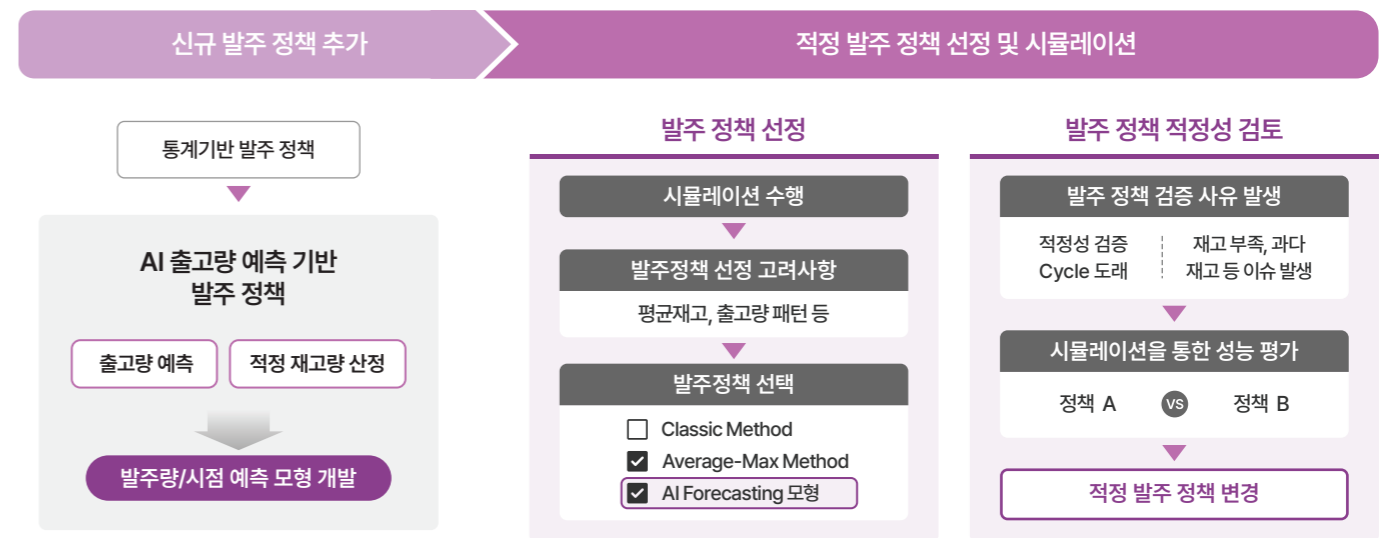 신규 발주 정책 추가
적정 발주 정책 선정 및 시뮬레이션
통계기반 발주 정책
AI 출고량 예측 기반
발주 정책
출고량 예측
적정 재고량 산정
발주량/시점 예측 모형 개발
발주 정책 선정
시뮬레이션 수행
발주정책 선정 고려사항
평균재고, 출고량 패턴 등
발주정책 선택
Classic Method
Average-Max Method
AI Forecasting 모형
발주 정책 적정성 검토
발주 정책 검증 사유 발생
적정성 검증
Cycle 도래
재고 부족, 과다
재고 등 이슈 발생
시뮬레이션을 통한 성능 평가
정책 A
VS
정책 B
적정 발주 정책 변경